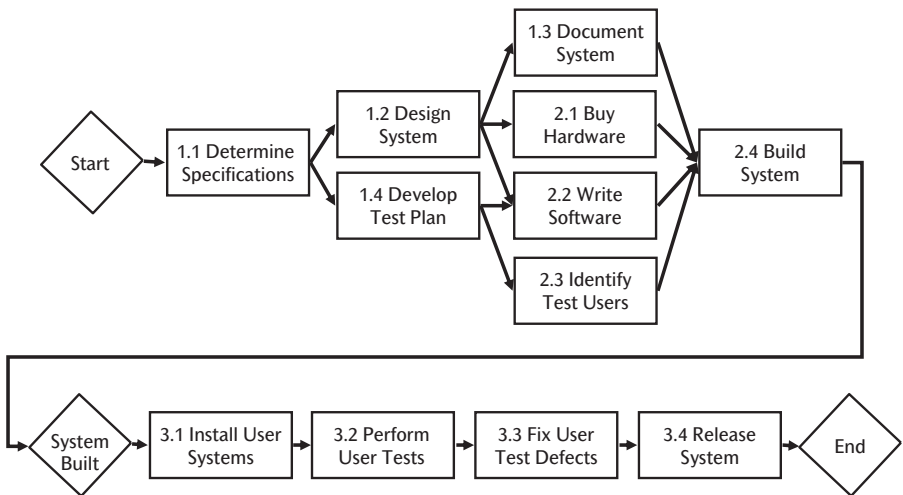 1.3 Document
System
1.2 Design
System
2.1 Buy
Hardware
Start
1.1 Determine
Specifications
2.4 Build
System
1.4 Develop
Test Plan
2.2 Write
Software
2.3 Identify
Test Users
System
Built
3.1 Install User
Systems
3.2 Perform
User Tests
3.3 Fix User
Test Defects
3.4 Release
System
End